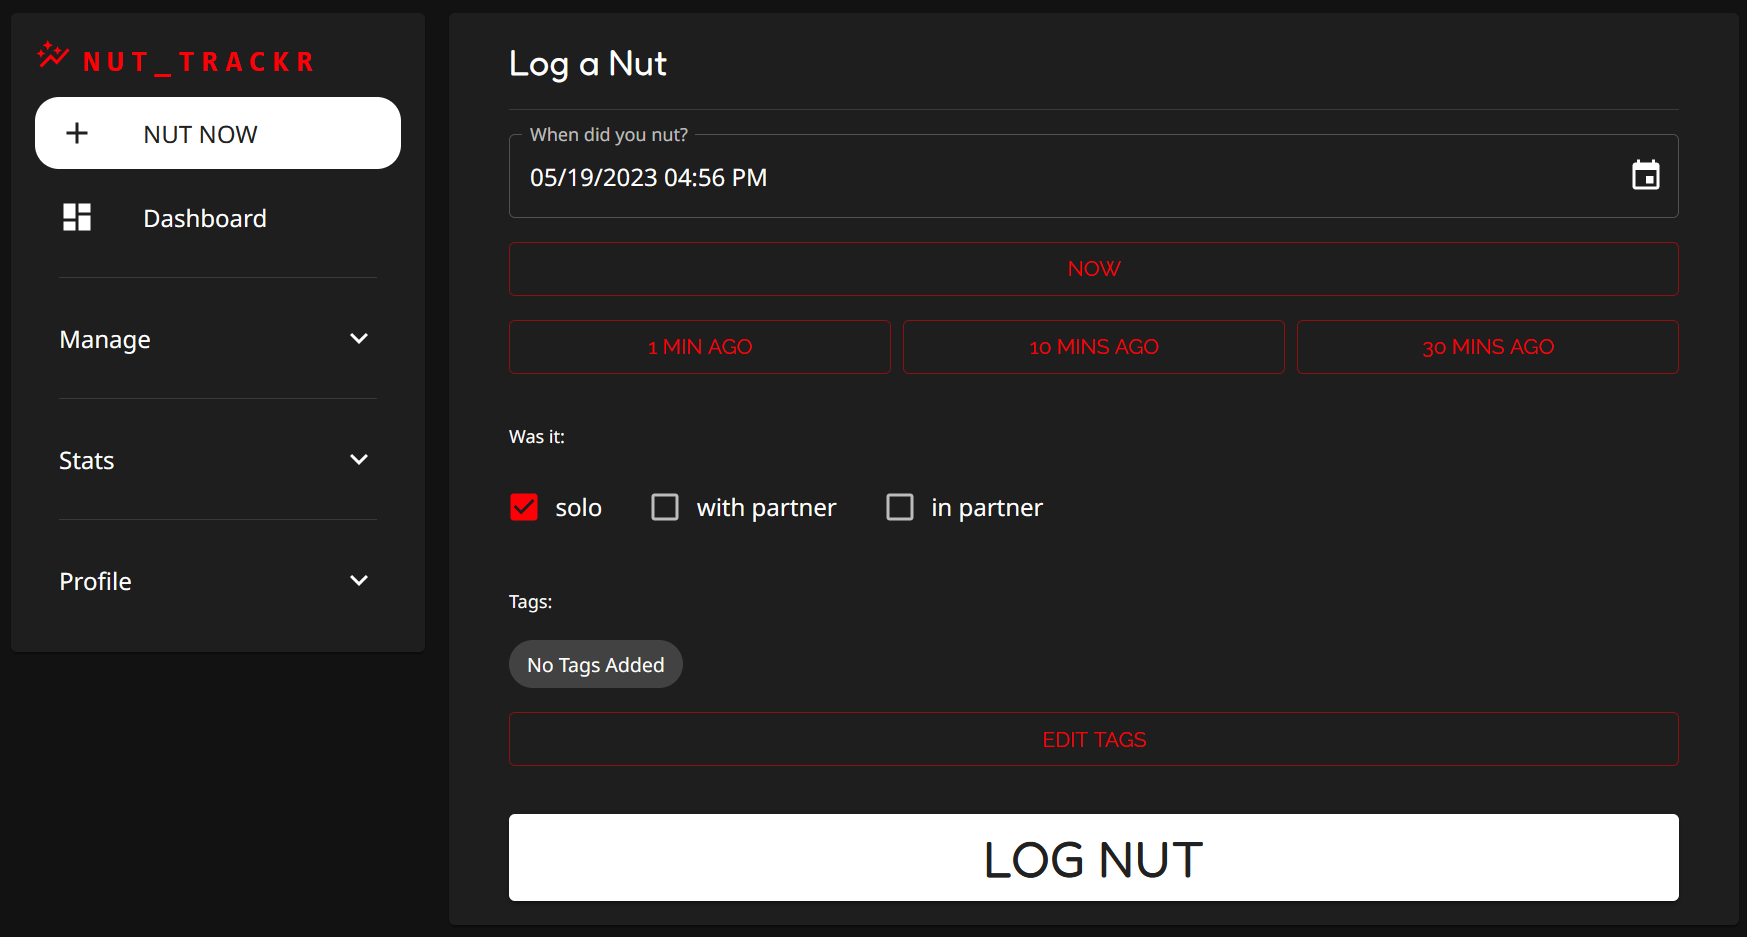 NUT_TRACKR
NUT NOW
Dashboard
Manage
Stats
Profile
Log a Nut
When did you nut?
05/19/2023 04:56 PM
NOW
1 MIN AGO
10 MINS AGO
30 MINS AGO
Was it:
solo
with partner
in partner
Tags:
No Tags Added
EDIT TAGS
LOG NUT